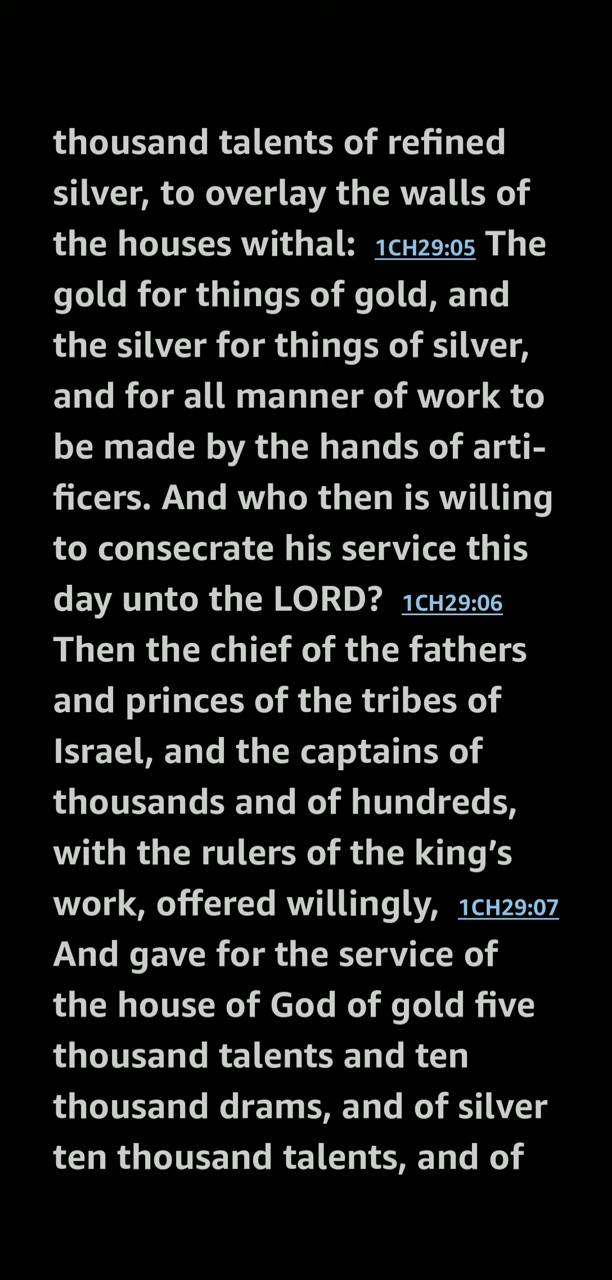 thousand talents of refined
silver, to overlay the walls of
the houses withal: 1CH29:05 The
gold for things of gold, and
the silver for things of silver,
and for all manner of work to
be made by the hands of arti-
ficers. And who then is willing
to consecrate his service this
day unto the LORD? 1CH29:06
Then the chief of the fathers
and princes of the tribes of
Israel, and the captains of
thousands and of hundreds,
with the rulers of the king’s
work, offered willingly, 1CH29:07
And gave for the service of
the house of God of gold five
thousand talents and ten
thousand drams, and of silver
ten thousand talents, and of